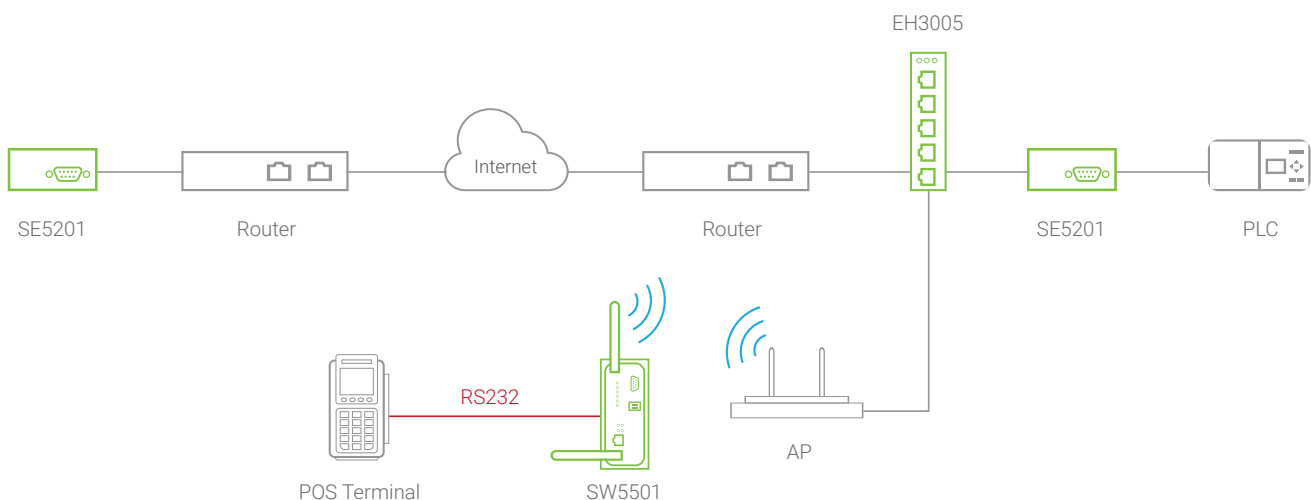 EH3005
Internet
SE5201
Router
Router
SE5201
PLC
RS232
AP
POS Terminal
SW5501